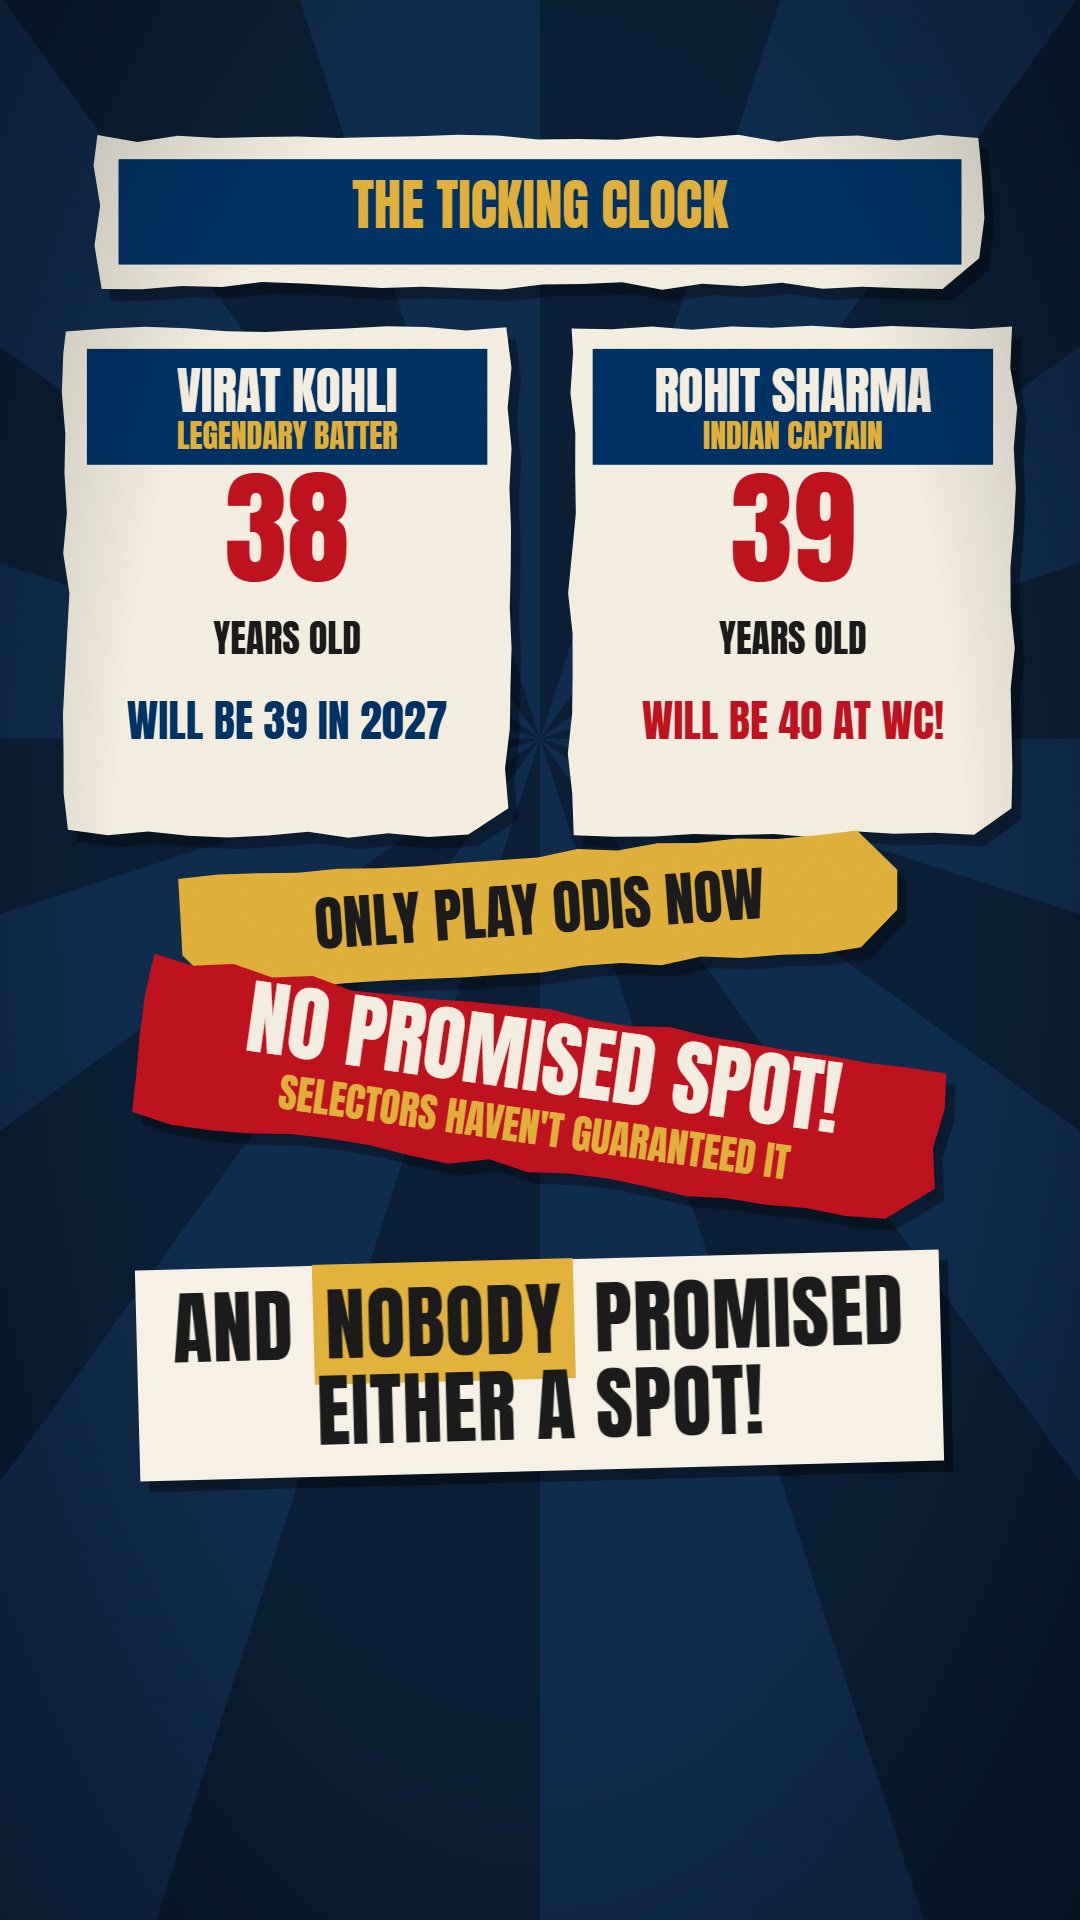 THE TICKING CLOCK
VIRAT KOHLI
LEGENDARY BATTER
38
YEARS OLD
WILL BE 39 IN 2027
ROHIT SHARMA
INDIAN CAPTAIN
39
YEARS OLD
WILL BE 40 AT WC!
ONLY PLAY ODIS NOW
NO PROMISED SPOT!
SELECTORS HAVEN'T GUARANTEED IT
AND NOBODY PROMISED
EITHER A SPOT!